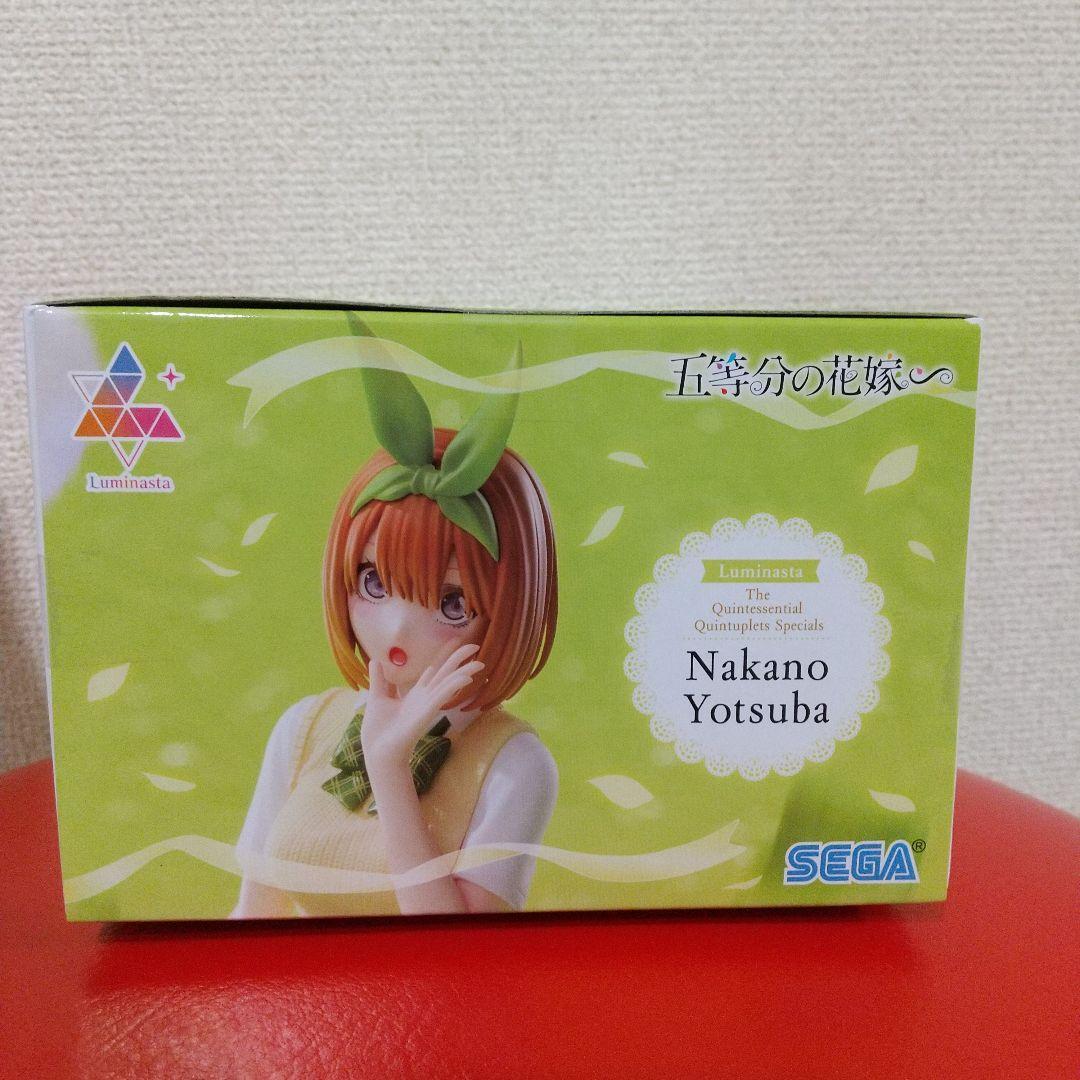 Luminasta
五等分の花嫁∽
Luminasta
The
Quintessential
Quintuplets Specials
Nakano
Yotsuba
SEGA®